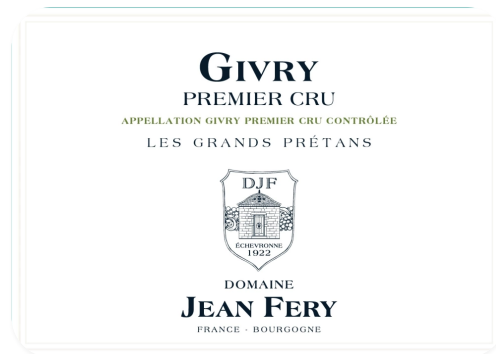 GIVRY
PREMIER CRU
APPELLATION GIVRY PREMIER CRU CONTRÔLÉE
LES GRANDS PRÉTANS
DJF
ÉCHEVRONNE
1922
DOMAINE
JEAN FERY
FRANCE · BOURGOGNE